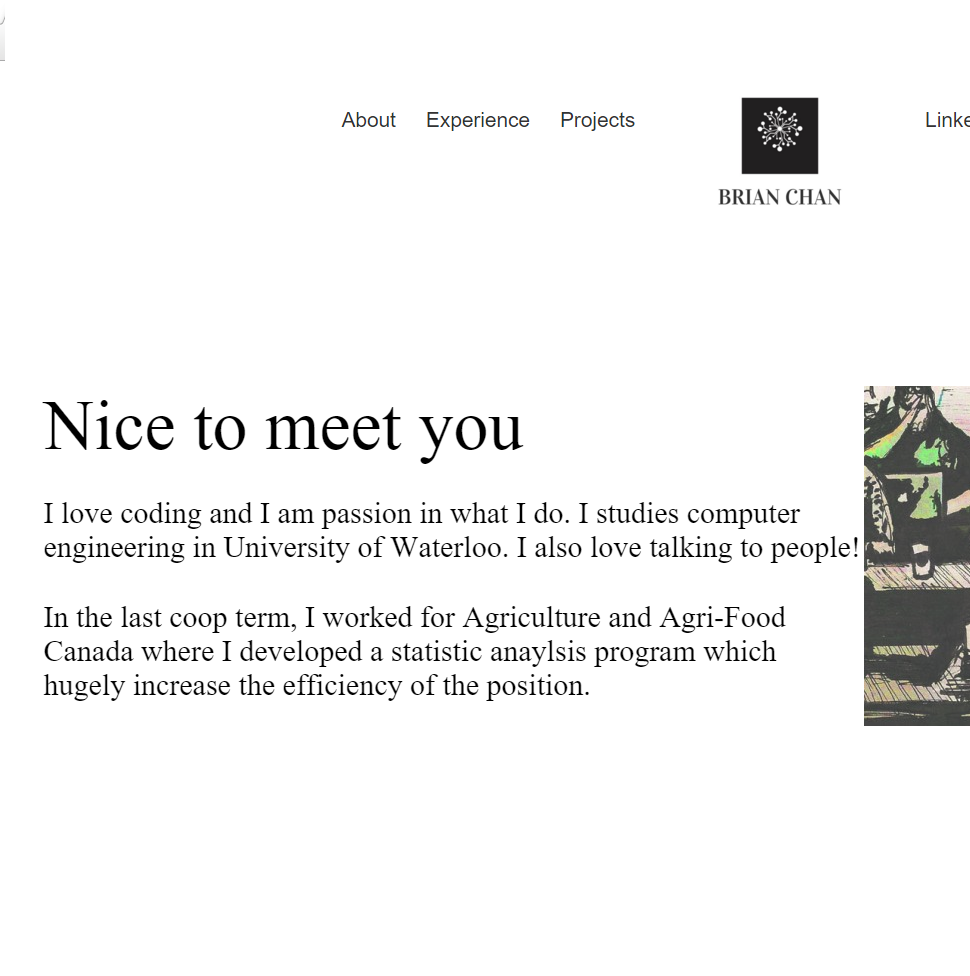 About Experience Projects
Linke
BRIAN CHAN
Nice to meet you
I love coding and I am passion in what I do. I studies computer
engineering in University of Waterloo. I also love talking to people!
In the last coop term, I worked for Agriculture and Agri-Food
Canada where I developed a statistic anaylsis program which
hugely increase the efficiency of the position.